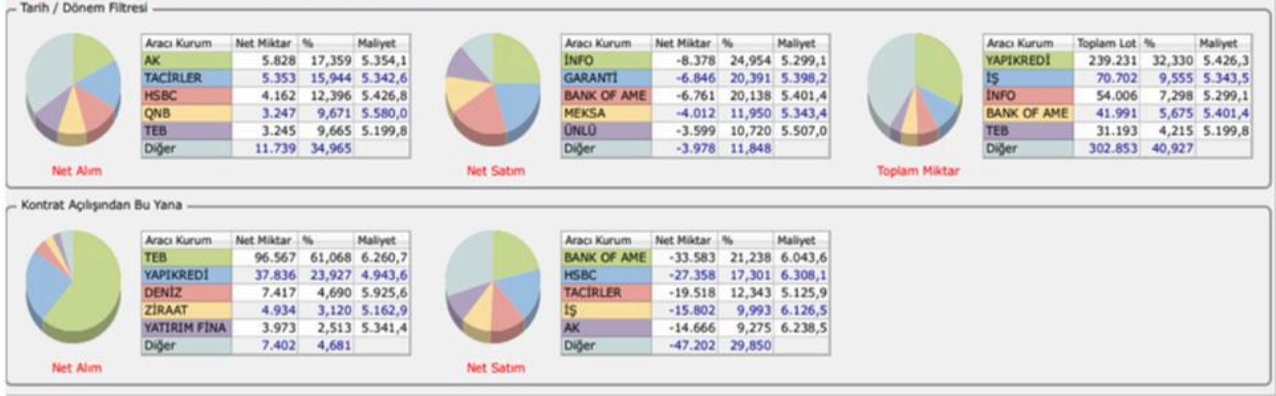 Tarih / Dönem Filtresi
Aracı Kurum Net Miktar % Maliyet
AK 5.828 17,359 5.354,1
TACİRLER 5.353 15,944 5.342,6
HSBC 4.162 12,396 5.426,8
QNB 3.247 9,671 5.580,0
TEB 3.245 9,665 5.199,8
Diğer 11.739 34,965
Net Alım
Aracı Kurum Net Miktar % Maliyet
İNFO -8.378 24,954 5.299,1
GARANTİ -6.846 20,391 5.398,2
BANK OF AME -6.761 20,138 5.401,4
MEKSA -4.012 11,950 5.343,4
ÜNLÜ -3.599 10,720 5.507,0
Diğer -3.978 11,848
Net Satım
Aracı Kurum Toplam Lot % Maliyet
YAPIKREDİ 239.231 32,330 5.426,3
İŞ 70.702 9,555 5.343,5
İNFO 54.006 7,298 5.299,1
BANK OF AME 41.991 5,675 5.401,4
TEB 31.193 4,215 5.199,8
Diğer 302.853 40,927
Toplam Miktar
Kontrat Açılışından Bu Yana
Aracı Kurum Net Miktar % Maliyet
TEB 96.567 61,068 6.260,7
YAPIKREDİ 37.836 23,927 4.943,6
DENİZ 7.417 4,690 5.925,6
ZİRAAT 4.934 3,120 5.162,9
YATIRIM FİNA 3.973 2,513 5.341,4
Diğer 7.402 4,681
Net Alım
Aracı Kurum Net Miktar % Maliyet
BANK OF AME -33.583 21,238 6.043,6
HSBC -27.358 17,301 6.308,1
TACİRLER -19.518 12,343 5.125,9
İŞ -15.802 9,993 6.126,5
AK -14.666 9,275 6.238,5
Diğer -47.202 29,850
Net Satım